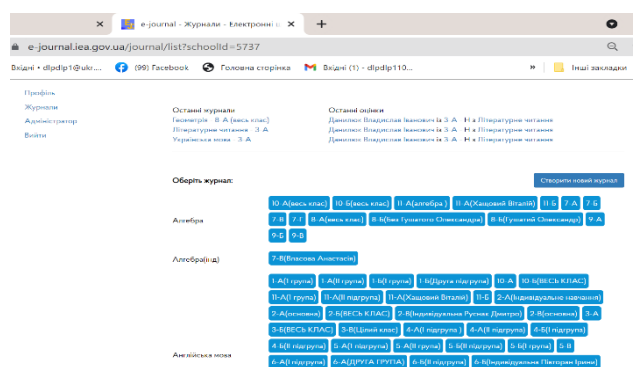 e-journal - Журнали - Електронні
e-journal.iea.gov.ua/journal/list?schoolId=5737
Вхідні • dlpdlp1@ukr....
(99) Facebook
Головна сторінка
Вхідні (1) - dlpdlp110...
»
Інші закладки
Профіль
Журнали
Адміністратор
Вийти
Останні журнали
Геометрія · 8-А (весь клас)
Літературне читання · 3-А
Українська мова · 3-А
Останні оцінки
Данилюк Владислав Іванович із 3-А · Н з Літературне читання
Данилюк Владислав Іванович із 3-А · Н з Літературне читання
Данилюк Владислав Іванович із 3-А · Н з Літературне читання
Оберіть журнал:
Створити новий журнал
Алгебра
10-А(весь клас) 10-Б(весь клас) 11-А(алгебра ) 11-А(Хащовий Віталій) 11-Б 7-А 7-Б
7-В 7-Г 8-А(весь клас) 8-Б(без Гушатого Олександра) 8-Б(Гушатий Олександр) 9-А
9-Б 9-В
Алгебра(інд)
7-В(Власова Анастасія)
Англійська мова
1-А(І група) 1-А(ІІ група) 1-Б(І група) 1-Б(Друга підгрупа) 10-А 10-Б(ВЕСЬ КЛАС)
11-А(І група) 11-А(ІІ підгрупа) 11-А(Хащовий Віталій) 11-Б 2-А(Індивідуальне навчання)
2-А(основна) 2-Б(ВЕСЬ КЛАС) 2-В(Індивідуальна Руснак Дмитро) 2-В(основна) 3-А
3-Б(ВЕСЬ КЛАС) 3-В(Цілий клас) 4-А(І підгрупа ) 4-А(ІІ підгрупа) 4-Б(І підгрупа)
4-Б(ІІ підгрупа) 5-А(І підгрупа) 5-А(ІІ група) 5-Б(ІІ підгрупа) 5-Б(І група) 5-В
6-А(І підгрупа) 6-А(ДРУГА ГРУПА) 6-Б(ІІ підгрупа) 6-Б(Індивідуальна Півторан Ірини)